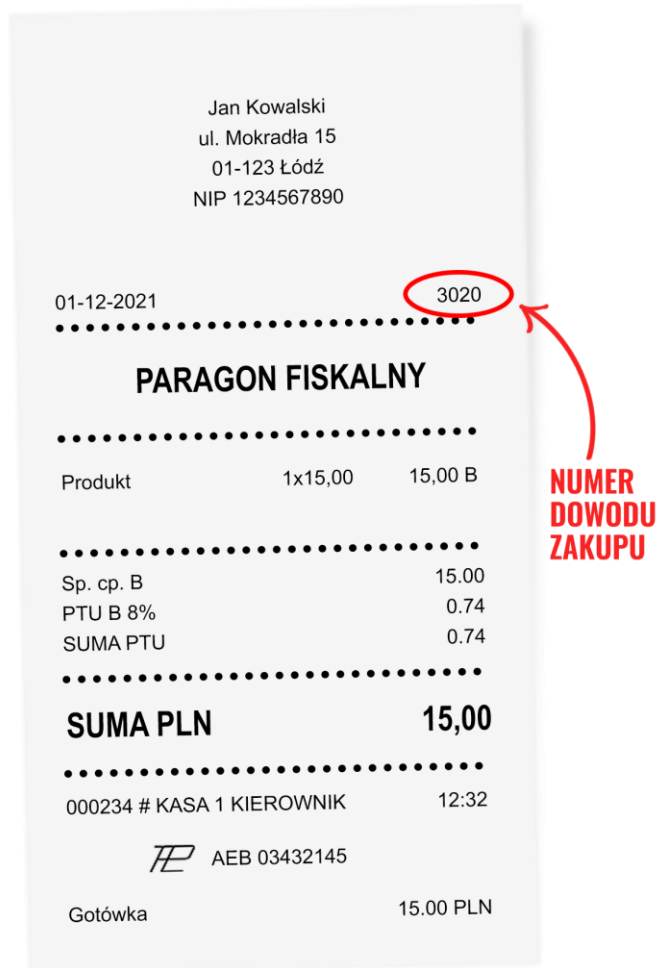 Jan Kowalski
ul. Mokradła 15
01-123 Łódź
NIP 1234567890
01-12-2021 3020
PARAGON FISKALNY
Produkt 1x15,00 15,00 B
NUMER
DOWODU
ZAKUPU
Sp. cp. B 15.00
PTU B 8% 0.74
SUMA PTU 0.74
SUMA PLN 15,00
000234 # KASA 1 KIEROWNIK 12:32
AEB 03432145
Gotówka 15.00 PLN